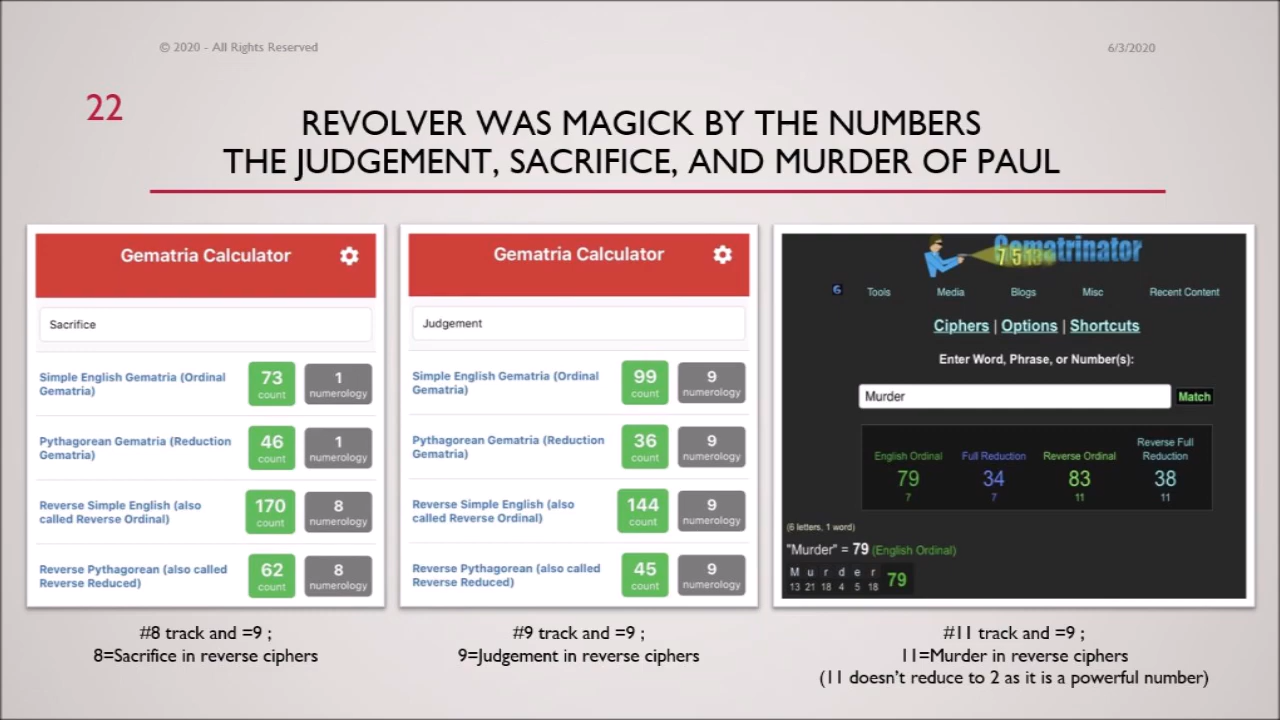 © 2020 - All Rights Reserved
6/3/2020
22
REVOLVER WAS MAGICK BY THE NUMBERS
THE JUDGEMENT, SACRIFICE, AND MURDER OF PAUL
Gematria Calculator
Sacrifice
Simple English Gematria (Ordinal
Gematria)
73
count
1
numerology
Pythagorean Gematria (Reduction
Gematria)
46
count
1
numerology
Reverse Simple English (also
called Reverse Ordinal)
170
count
8
numerology
Reverse Pythagorean (also called
Reverse Reduced)
62
count
8
numerology
#8 track and =9 ;
8=Sacrifice in reverse ciphers
Gematria Calculator
Judgement
Simple English Gematria (Ordinal
Gematria)
99
count
9
numerology
Pythagorean Gematria (Reduction
Gematria)
36
count
9
numerology
Reverse Simple English (also
called Reverse Ordinal)
144
count
9
numerology
Reverse Pythagorean (also called
Reverse Reduced)
45
count
9
numerology
#9 track and =9 ;
9=Judgement in reverse ciphers
Gematrinator
6 Tools Media Blogs Misc Recent Content
Ciphers | Options | Shortcuts
Enter Word, Phrase, or Number(s):
Murder Match
English Ordinal
79
7
Full Reduction
34
7
Reverse Ordinal
83
11
Reverse Full
Reduction
38
11
(6 letters, 1 word)
"Murder" = 79 (English Ordinal)
M u r d e r 79
13 21 18 4 5 18
#11 track and =9 ;
11=Murder in reverse ciphers
(11 doesn't reduce to 2 as it is a powerful number)